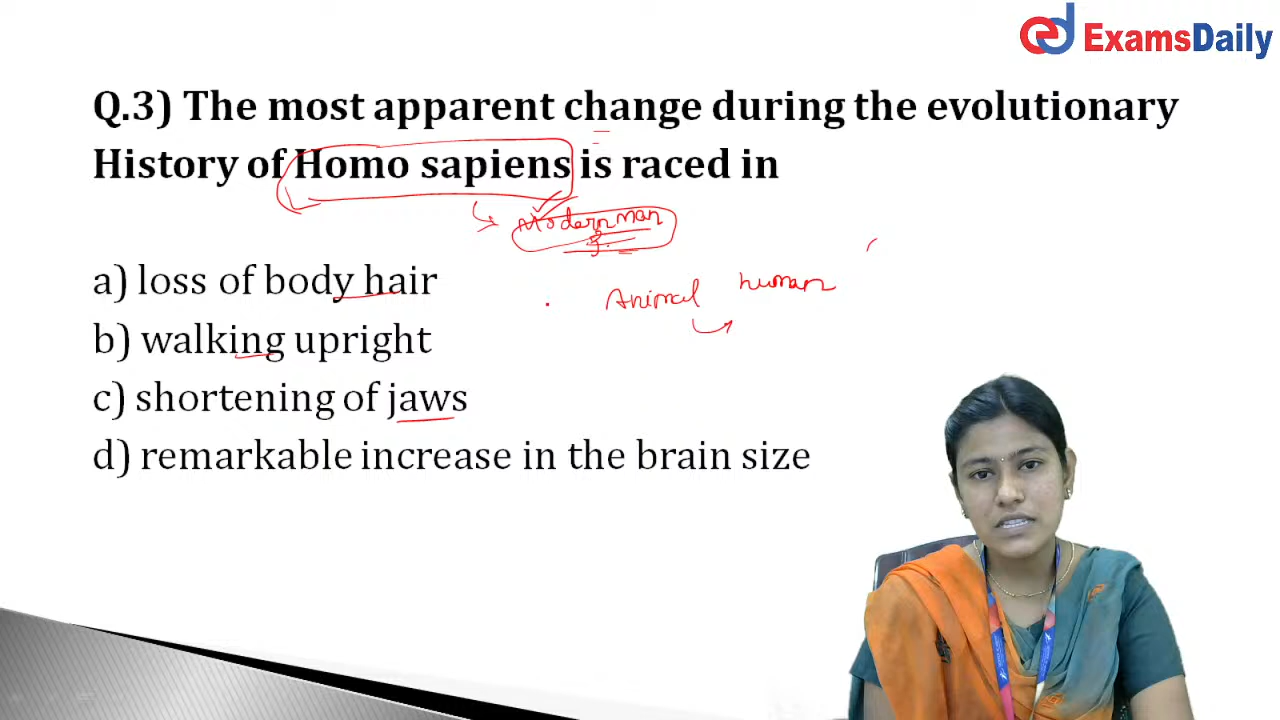 ExamsDaily
Q.3) The most apparent change during the evolutionary
History of Homo sapiens is raced in
Modern man
a) loss of body hair
Animal human
b) walking upright
c) shortening of jaws
d) remarkable increase in the brain size